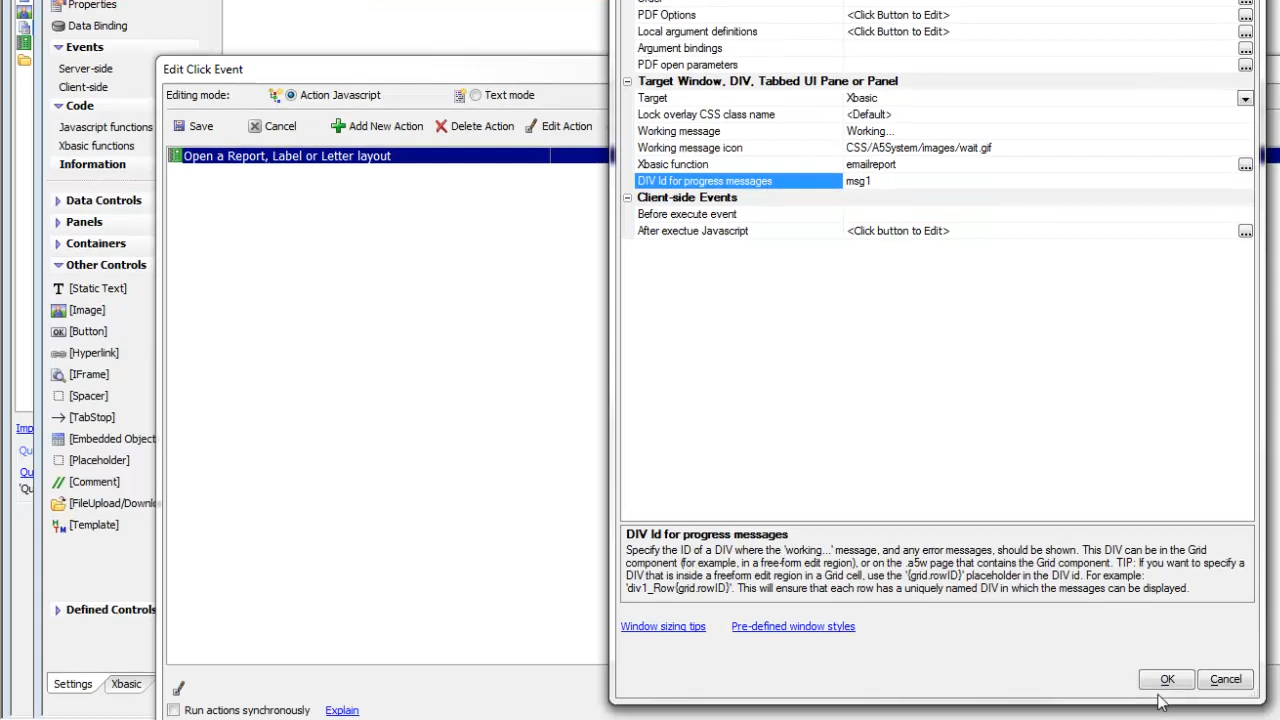 Properties
Data Binding
Events
Server-side
Client-side
Code
Javascript functions
Xbasic functions
Information
Data Controls
Panels
Containers
Other Controls
[Static Text]
[Image]
[Button]
[Hyperlink]
[IFrame]
[Spacer]
[TabStop]
[Embedded Object
[Placeholder]
[Comment]
[FileUpload/Downlo
[Template]
Defined Controls
Settings
Xbasic
Imp
Qu
Qu
'Qu
Edit Click Event
Editing mode: Action Javascript Text mode
Save Cancel Add New Action Delete Action Edit Action
Open a Report, Label or Letter layout
Run actions synchronously Explain
PDF Options <Click Button to Edit> ...
Local argument definitions <Click Button to Edit> ...
Argument bindings ...
PDF open parameters ...
Target Window, DIV, Tabbed UI Pane or Panel
Target Xbasic
Lock overlay CSS class name <Default>
Working message Working...
Working message icon CSS/A5System/images/wait.gif
Xbasic function emailreport ...
DIV Id for progress messages msg1
Client-side Events
Before execute event
After exectue Javascript <Click button to Edit> ...
DIV Id for progress messages
Specify the ID of a DIV where the 'working...' message, and any error messages, should be shown. This DIV can be in the Grid
component (for example, in a free-form edit region), or on the .a5w page that contains the Grid component. TIP: If you want to specify a
DIV that is inside a freeform edit region in a Grid cell, use the '{grid.rowID}' placeholder in the DIV id. For example:
'div1_Row{grid.rowID}'. This will ensure that each row has a uniquely named DIV in which the messages can be displayed.
Window sizing tips Pre-defined window styles
OK Cancel